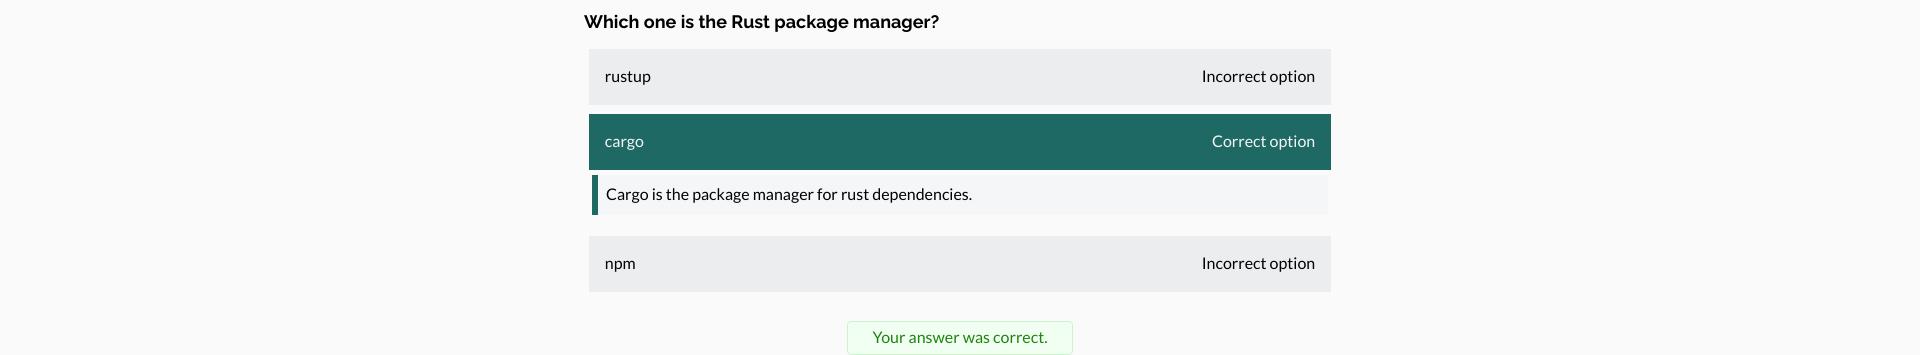 Which one is the Rust package manager?
rustup Incorrect option
cargo Correct option
Cargo is the package manager for rust dependencies.
npm Incorrect option
Your answer was correct.